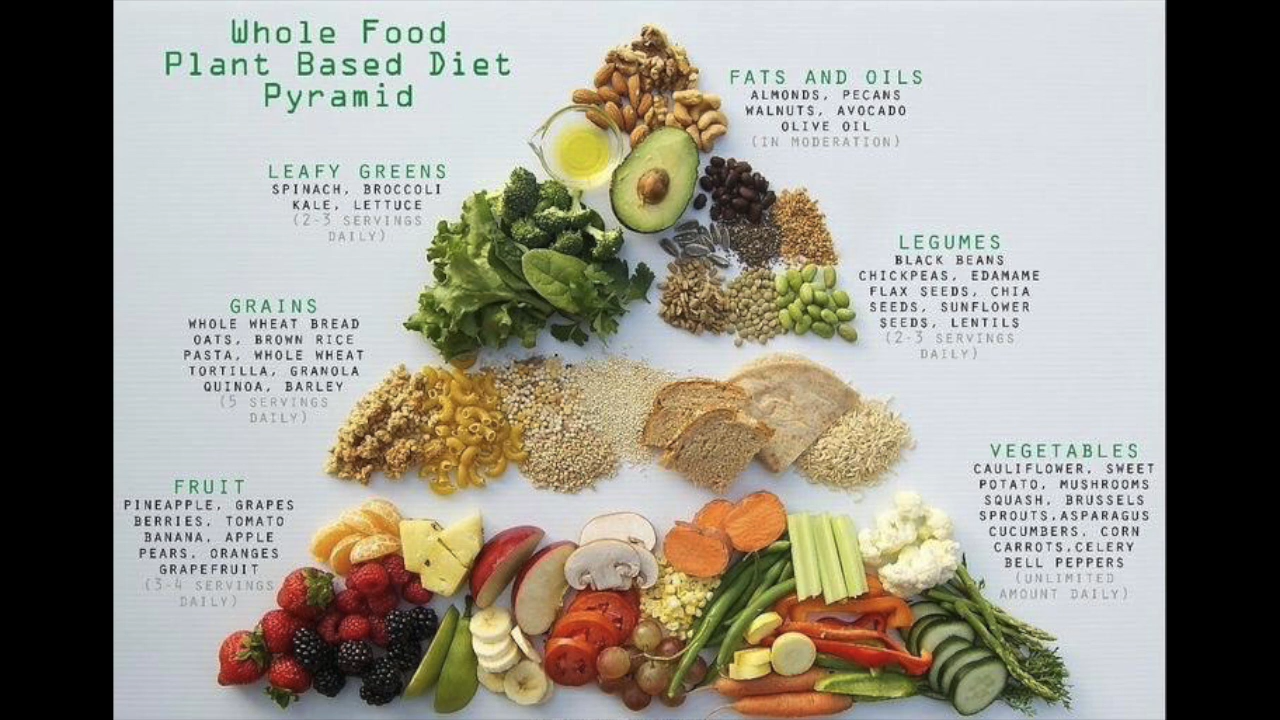 Whole Food
Plant Based Diet
Pyramid
FATS AND OILS
ALMONDS, PECANS
WALNUTS, AVOCADO
OLIVE OIL
(IN MODERATION)
LEAFY GREENS
SPINACH, BROCCOLI
KALE, LETTUCE
(2-3 SERVINGS
DAILY)
LEGUMES
BLACK BEANS
CHICKPEAS, EDAMAME
FLAX SEEDS, CHIA
SEEDS, SUNFLOWER
SEEDS, LENTILS
(2-3 SERVINGS
DAILY)
GRAINS
WHOLE WHEAT BREAD
OATS, BROWN RICE
PASTA, WHOLE WHEAT
TORTILLA, GRANOLA
QUINOA, BARLEY
(5 SERVINGS
DAILY)
VEGETABLES
CAULIFLOWER, SWEET
POTATO, MUSHROOMS
SQUASH, BRUSSELS
SPROUTS,ASPARAGUS
CUCUMBERS, CORN
CARROTS,CELERY
BELL PEPPERS
(UNLIMITED
AMOUNT DAILY)
FRUIT
PINEAPPLE, GRAPES
BERRIES, TOMATO
BANANA, APPLE
PEARS, ORANGES
GRAPEFRUIT
(3-4 SERVINGS
DAILY)